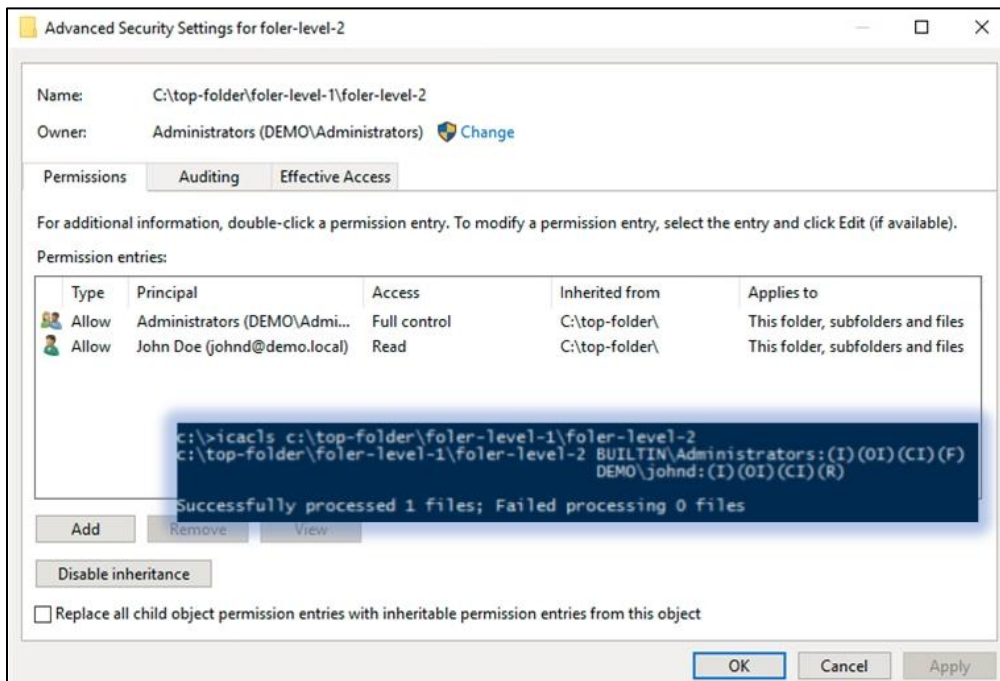 Advanced Security Settings for foler-level-2
Name: C:\top-folder\foler-level-1\foler-level-2
Owner: Administrators (DEMO\Administrators) Change
Permissions Auditing Effective Access
For additional information, double-click a permission entry. To modify a permission entry, select the entry and click Edit (if available).
Permission entries:
Type Principal Access Inherited from Applies to
Allow Administrators (DEMO\Admi... Full control C:\top-folder\ This folder, subfolders and files
Allow John Doe (johnd@demo.local) Read C:\top-folder\ This folder, subfolders and files
c:\>icacls c:\top-folder\foler-level-1\foler-level-2
c:\top-folder\foler-level-1\foler-level-2 BUILTIN\Administrators:(I)(OI)(CI)(F)
DEMO\johnd:(I)(OI)(CI)(R)
Successfully processed 1 files; Failed processing 0 files
Add Remove View
Disable inheritance
Replace all child object permission entries with inheritable permission entries from this object
OK Cancel Apply